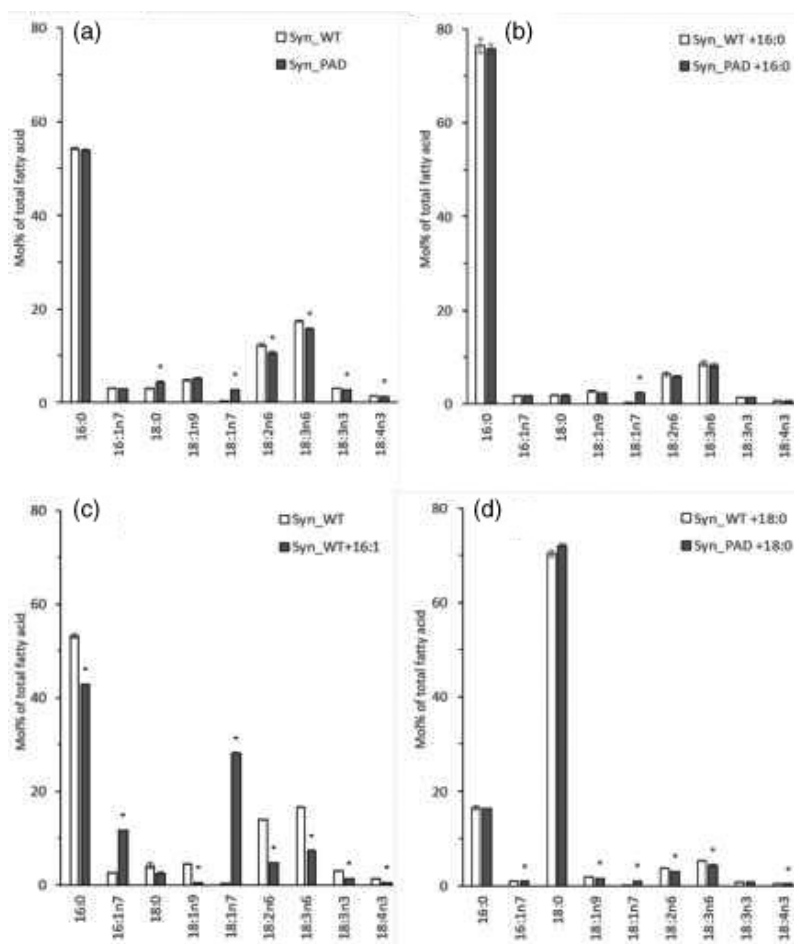 (a)
Syn_WT
Syn_PAD
80
60
40
20
0
Mol% of total fatty acid
*
*
*
*
*
*
16:0
16:1n7
18:0
18:1n9
18:1n7
18:2n6
18:3n6
18:3n3
18:4n3
(b)
Syn_WT +16:0
Syn_PAD +16:0
80
60
40
20
0
Mol% of total fatty acid
*
16:0
16:1n7
18:0
18:1n9
18:1n7
18:2n6
18:3n6
18:3n3
18:4n3
(c)
Syn_WT
Syn_WT+16:1
80
60
40
20
0
Mol% of total fatty acid
*
*
*
*
*
*
*
*
16:0
16:1n7
18:0
18:1n9
18:1n7
18:2n6
18:3n6
18:3n3
18:4n3
(d)
Syn_WT +18:0
Syn_PAD +18:0
80
60
40
20
0
Mol% of total fatty acid
*
*
*
*
*
*
16:0
16:1n7
18:0
18:1n9
18:1n7
18:2n6
18:3n6
18:3n3
18:4n3